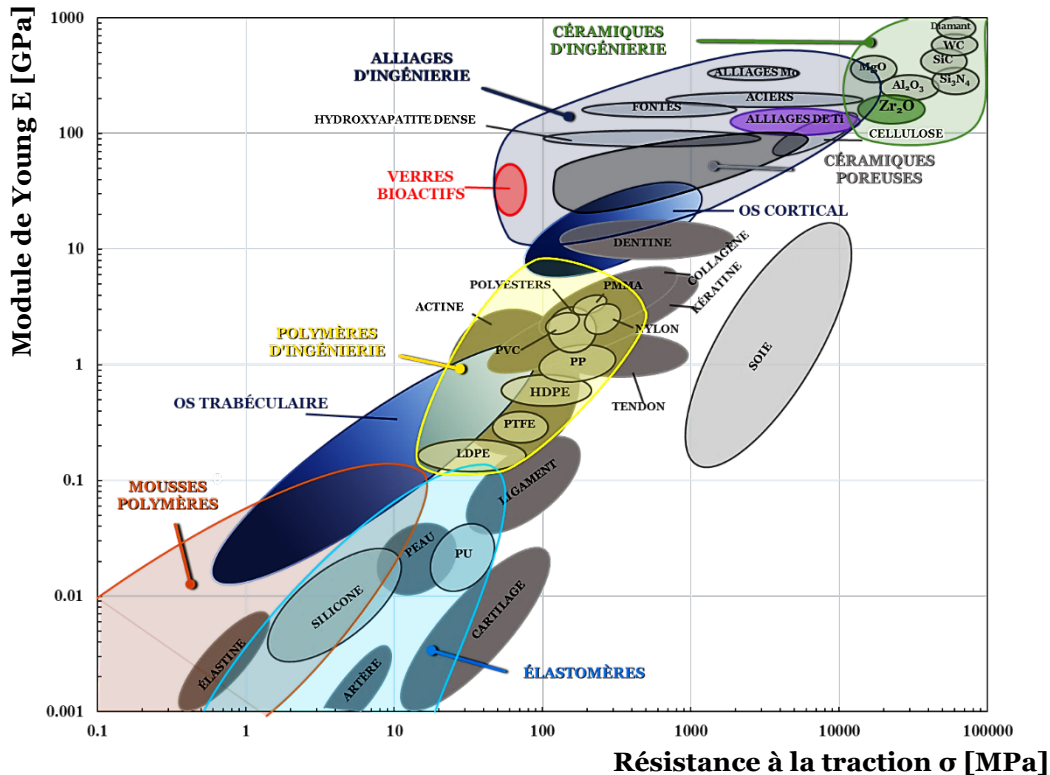 Module de Young E [GPa]
1000
100
10
1
0.1
0.01
0.001
CÉRAMIQUES
D'INGÉNIERIE
ALLIAGES
D'INGÉNIERIE
Diamant
WC
SiC
MgO
Si₃N₄
Al₂O₃
Zr₂O
ALLIAGES Mo
ACIERS
FONTES
ALLIAGES DE Ti
HYDROXYAPATITE DENSE
CELLULOSE
CÉRAMIQUES
POREUSES
VERRES
BIOACTIFS
OS CORTICAL
DENTINE
COLLAGÈNE
KÉRATINE
POLYESTERS
PMMA
ACTINE
NYLON
POLYMÈRES
D'INGÉNIERIE
PVC
PP
SOIE
HDPE
TENDON
OS TRABÉCULAIRE
PTFE
LDPE
LIGAMENT
MOUSSES
POLYMÈRES
PEAU
PU
SILICONE
CARTILAGE
ÉLASTINE
ARTÈRE
ÉLASTOMÈRES
0.1
1
10
100
1000
10000
100000
Résistance à la traction σ [MPa]